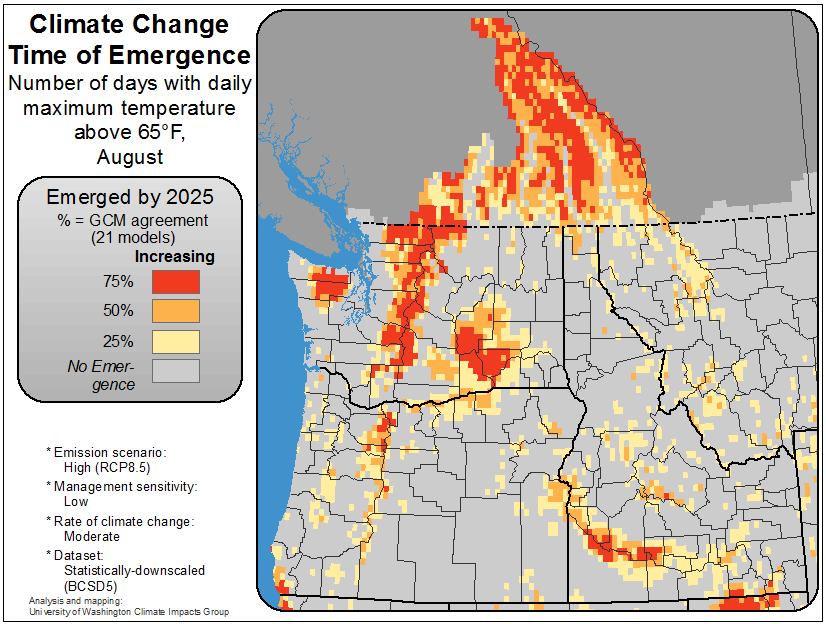 Climate Change
Time of Emergence
Number of days with daily
maximum temperature
above 65°F,
August
Emerged by 2025
% = GCM agreement
(21 models)
Increasing
75%
50%
25%
No Emer-
gence
* Emission scenario:
High (RCP8.5)
* Management sensitivity:
Low
* Rate of climate change:
Moderate
* Dataset:
Statistically-downscaled
(BCSD5)
Analysis and mapping:
University of Washington Climate Impacts Group